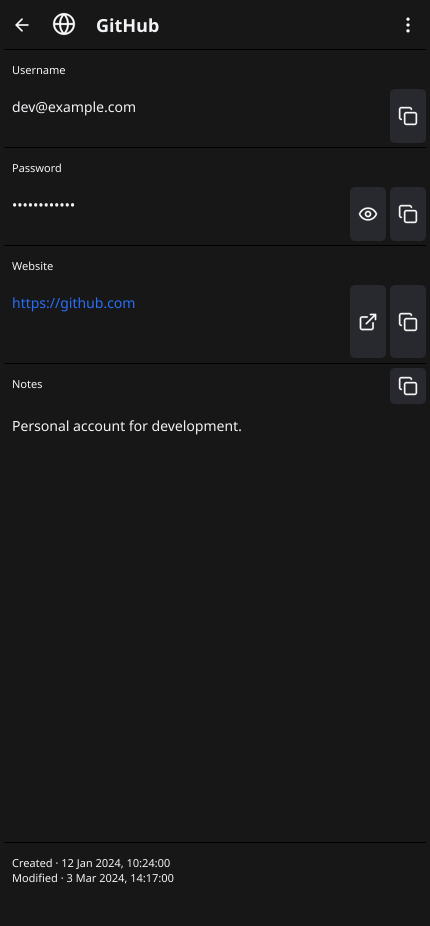 GitHub
Username
dev@example.com
Password
••••••••••••
Website
https://github.com
Notes
Personal account for development.
Created · 12 Jan 2024, 10:24:00
Modified · 3 Mar 2024, 14:17:00